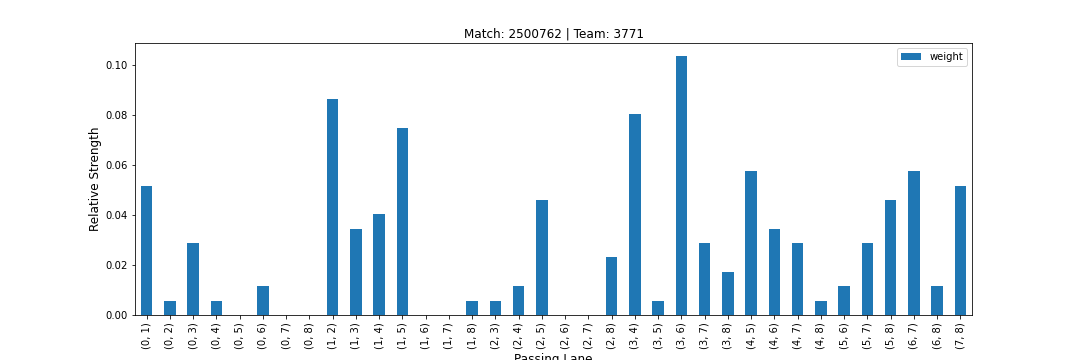 Match: 2500762 | Team: 3771
weight
Relative Strength
0.10
0.08
0.06
0.04
0.02
0.00
(0, 1) (0, 2) (0, 3) (0, 4) (0, 5) (0, 6) (0, 7) (0, 8) (1, 2) (1, 3) (1, 4) (1, 5) (1, 6) (1, 7) (1, 8) (2, 3) (2, 4) (2, 5) (2, 6) (2, 7) (2, 8) (3, 4) (3, 5) (3, 6) (3, 7) (3, 8) (4, 5) (4, 6) (4, 7) (4, 8) (5, 6) (5, 7) (5, 8) (6, 7) (6, 8) (7, 8)
Passing Lane